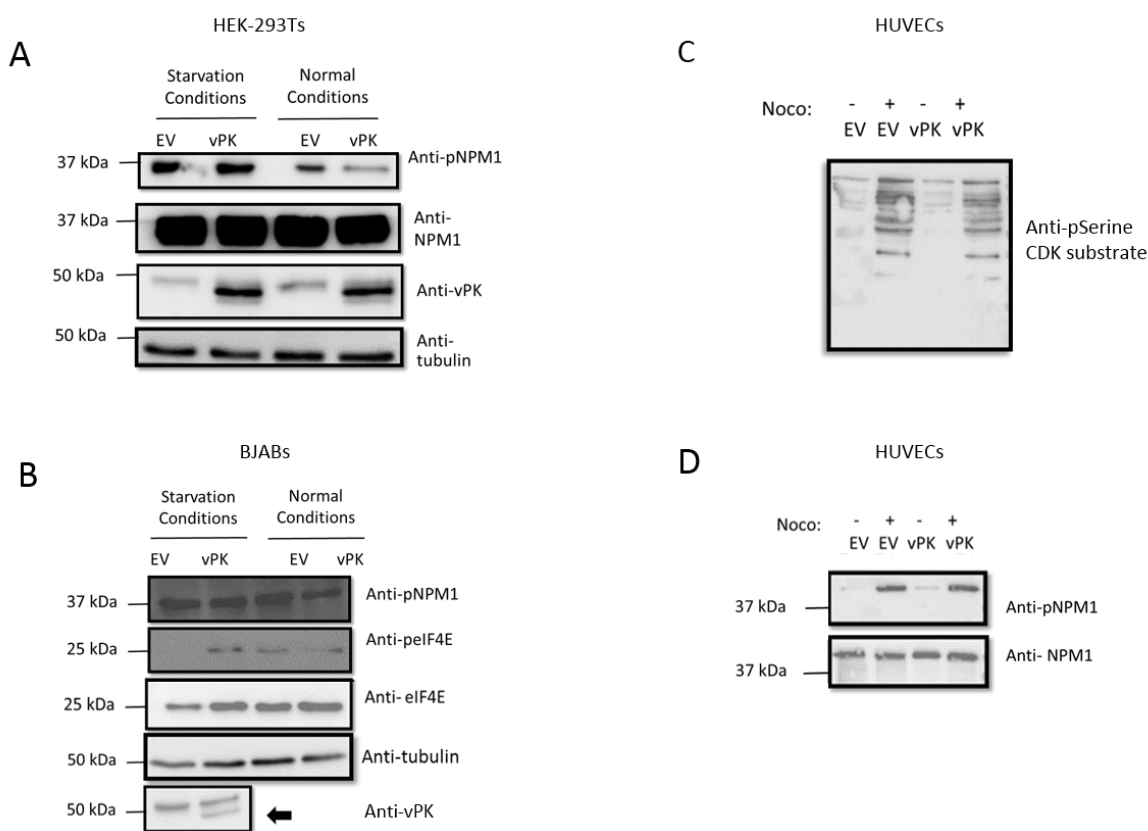 HEK-293Ts
A
Starvation
Conditions
Normal
Conditions
EV vPK EV vPK
37 kDa
Anti-pNPM1
37 kDa
Anti-
NPM1
50 kDa
Anti-vPK
50 kDa
Anti-
tubulin
BJABs
B
Starvation
Conditions
Normal
Conditions
EV vPK EV vPK
37 kDa
Anti-pNPM1
25 kDa
Anti-peIF4E
25 kDa
Anti- eIF4E
50 kDa
Anti-tubulin
50 kDa
Anti-vPK
HUVECs
C
Noco: - + - +
EV EV vPK vPK
Anti-pSerine
CDK substrate
HUVECs
D
Noco: - + - +
EV EV vPK vPK
37 kDa
Anti-pNPM1
37 kDa
Anti- NPM1